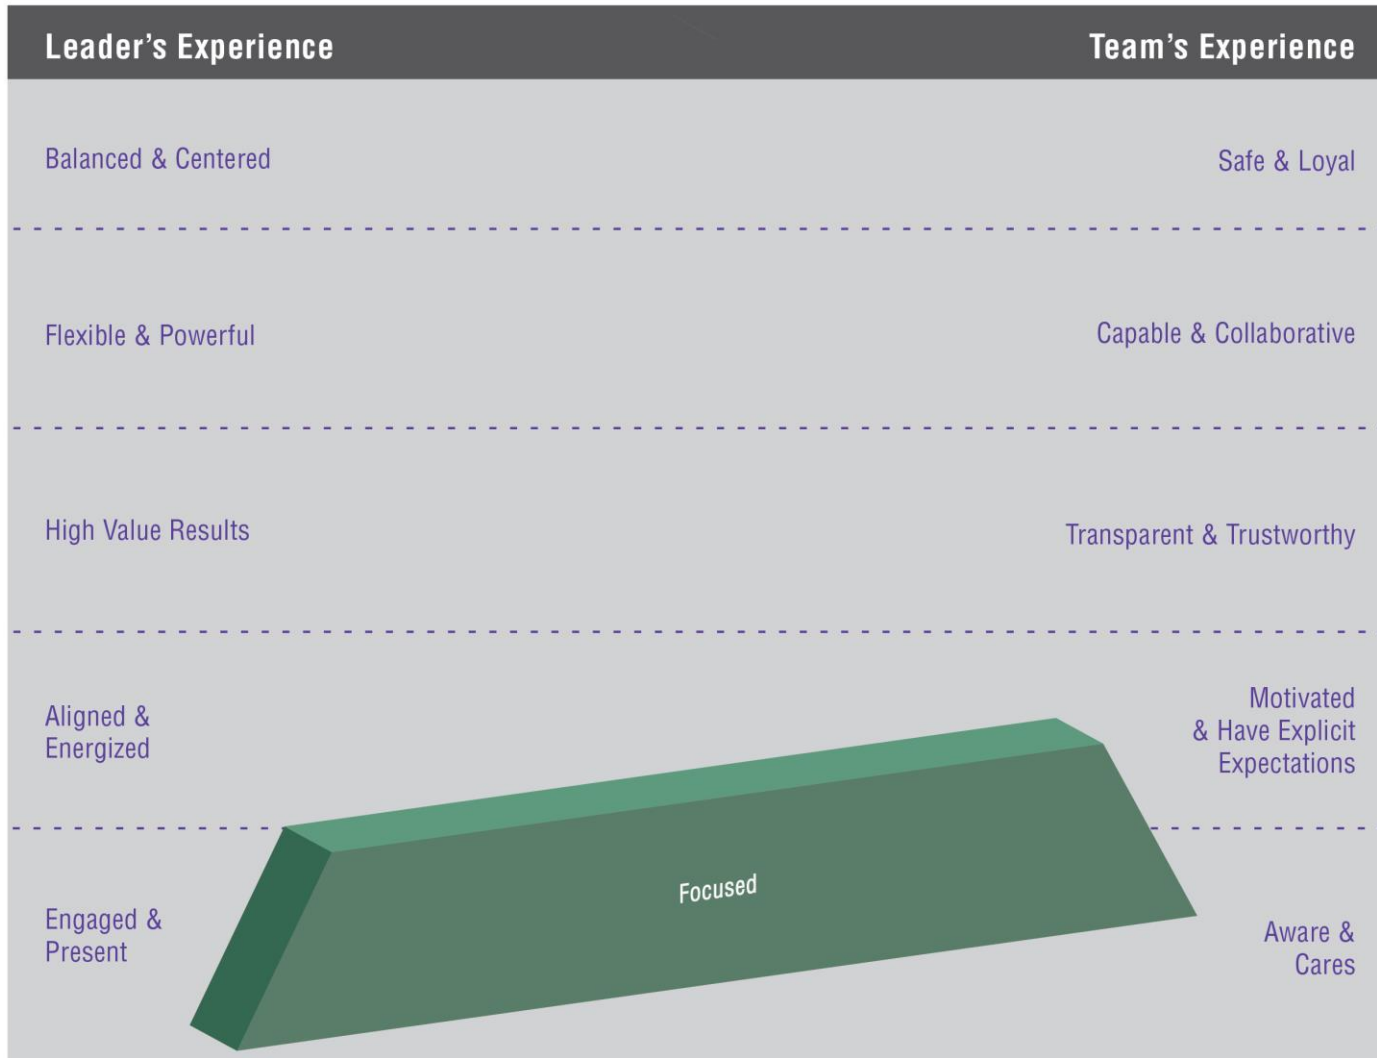 Leader’s Experience
Team’s Experience
Balanced & Centered
Safe & Loyal
Flexible & Powerful
Capable & Collaborative
High Value Results
Transparent & Trustworthy
Aligned &
Energized
Motivated
& Have Explicit
Expectations
Focused
Engaged &
Present
Aware &
Cares